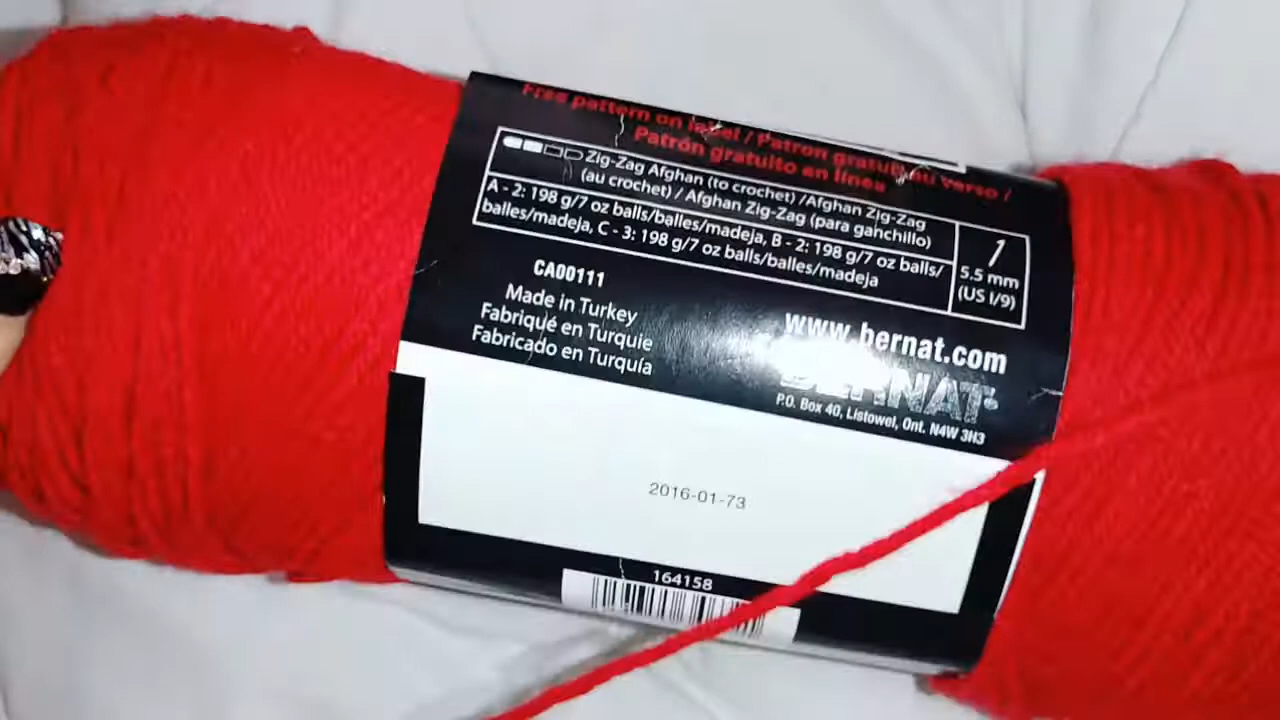 Free pattern on label / Patron gratuit au verso /
Patrón gratuito en línea
Zig-Zag Afghan (to crochet) /Afghan Zig-Zag
(au crochet) / Afghan Zig-Zag (para ganchillo)
A - 2: 198 g/7 oz balls/balles/madeja, B - 2: 198 g/7 oz balls/
balles/madeja, C - 3: 198 g/7 oz balls/balles/madeja
5.5 mm
(US I/9)
CA00111
Made in Turkey
Fabriqué en Turquie
Fabricado en Turquía
www.bernat.com
BERNAT
P.O. Box 40, Listowel, Ont. N4W 3H3
2016-01-73
164158